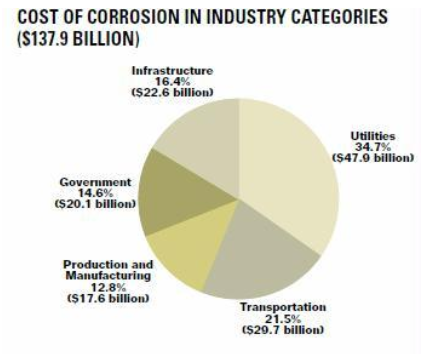 COST OF CORROSION IN INDUSTRY CATEGORIES
($137.9 BILLION)
Infrastructure
16.4%
($22.6 billion)
Utilities
34.7%
($47.9 billion)
Government
14.6%
($20.1 billion)
Production and
Manufacturing
12.8%
($17.6 billion)
Transportation
21.5%
($29.7 billion)